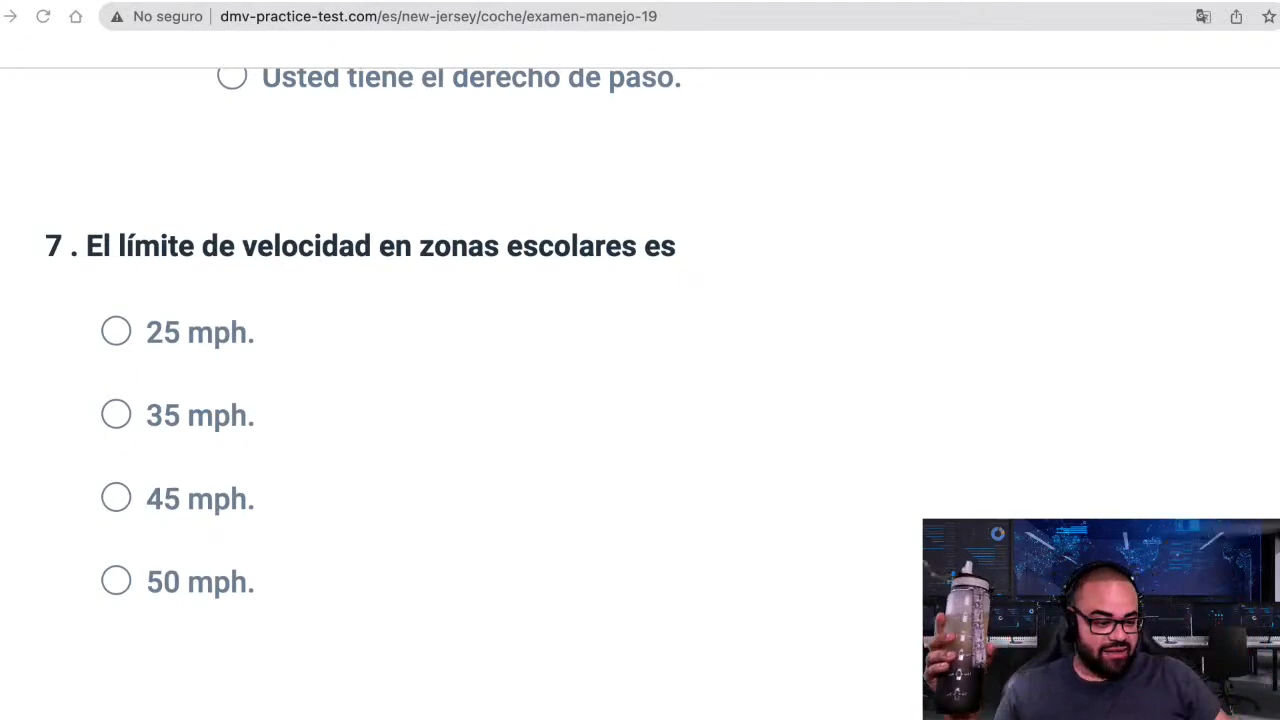 No seguro dmv-practice-test.com/es/new-jersey/coche/examen-manejo-19
Usted tiene el derecho de paso.
7 . El límite de velocidad en zonas escolares es
25 mph.
35 mph.
45 mph.
50 mph.